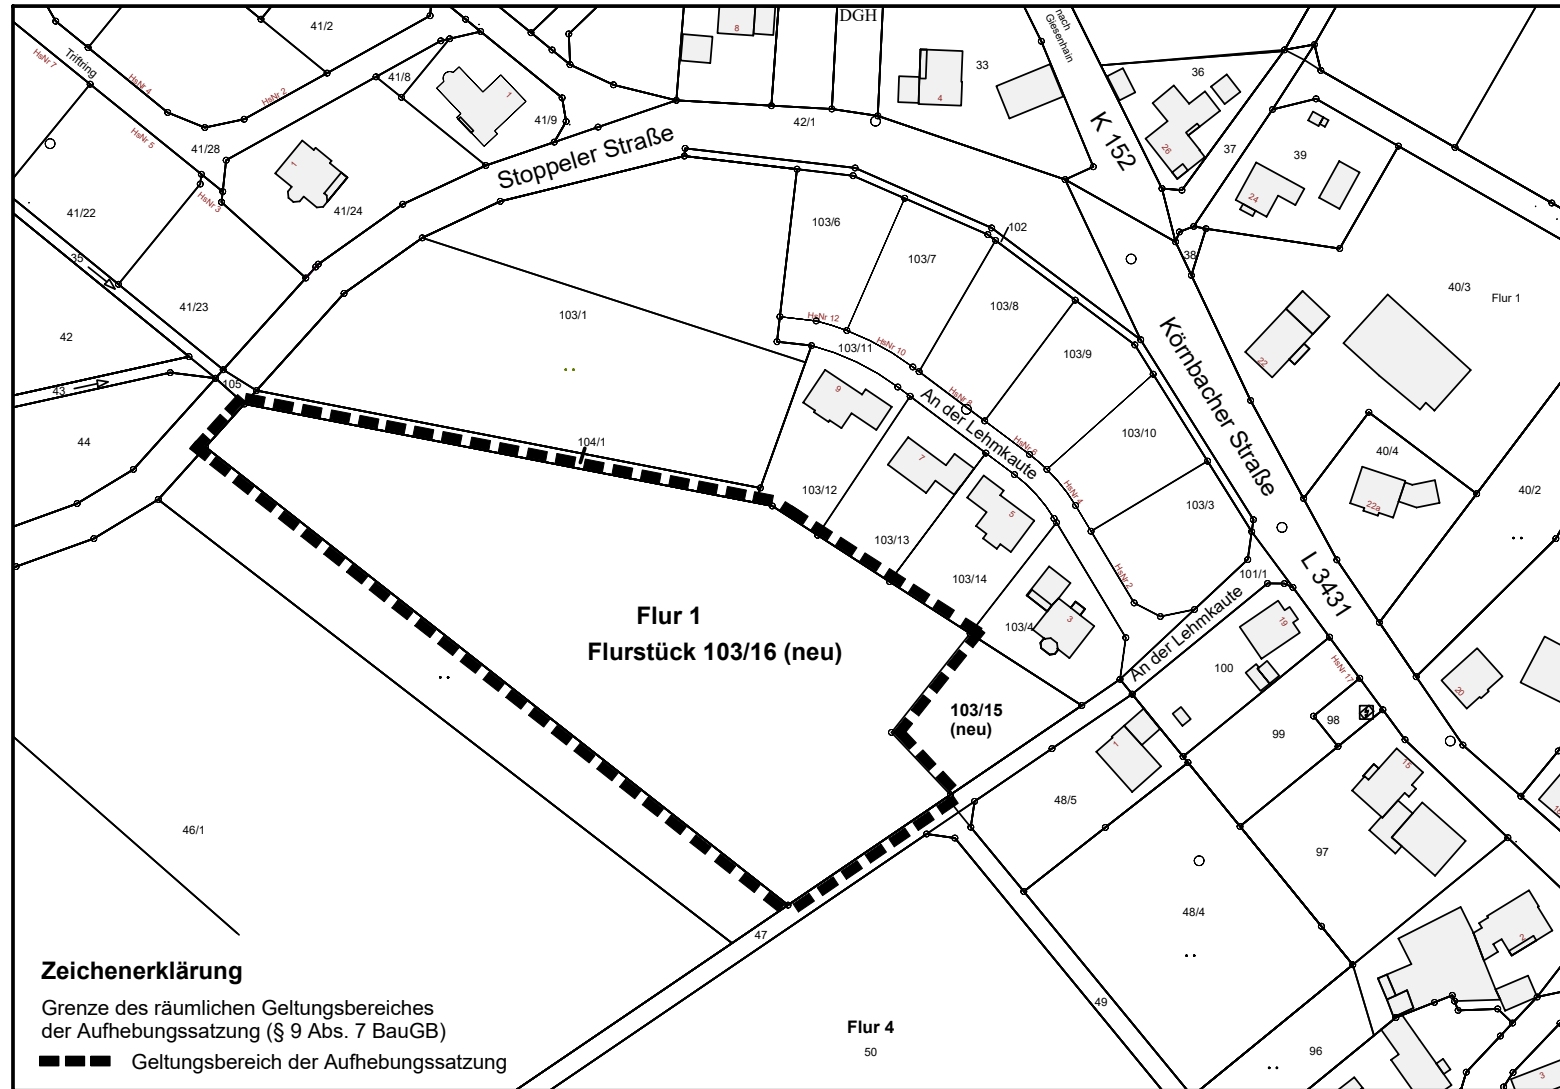 41/2
8
DGH
nach
Giesenhain
Triftring
HsNr 7
HsNr 4
HsNr 2
41/8
1
33
4
36
41/9
42/1
K 152
HsNr 5
41/28
Stoppeler Straße
26
37
39
1
24
HsNr 3
41/22
41/24
103/6
102
35
103/7
38
40/3
Flur 1
41/23
103/1
103/8
HsNr 12
42
103/11
HsNr 10
103/9
Körnbacher Straße
22
43
105
9
HsNr 8
An der Lehmkaute
44
104/1
103/10
HsNr 6
40/4
7
103/12
HsNr 4
40/2
103/3
22a
5
103/13
103/14
HsNr 2
101/1
L 3431
An der Lehmkaute
Flur 1
Flurstück 103/16 (neu)
103/4
3
19
100
HsNr 17
20
103/15
(neu)
98
99
1
15
48/5
18
46/1
97
48/4
2
47
Zeichenerklärung
Grenze des räumlichen Geltungsbereiches
der Aufhebungssatzung (§ 9 Abs. 7 BauGB)
Geltungsbereich der Aufhebungssatzung
49
Flur 4
50
96
3